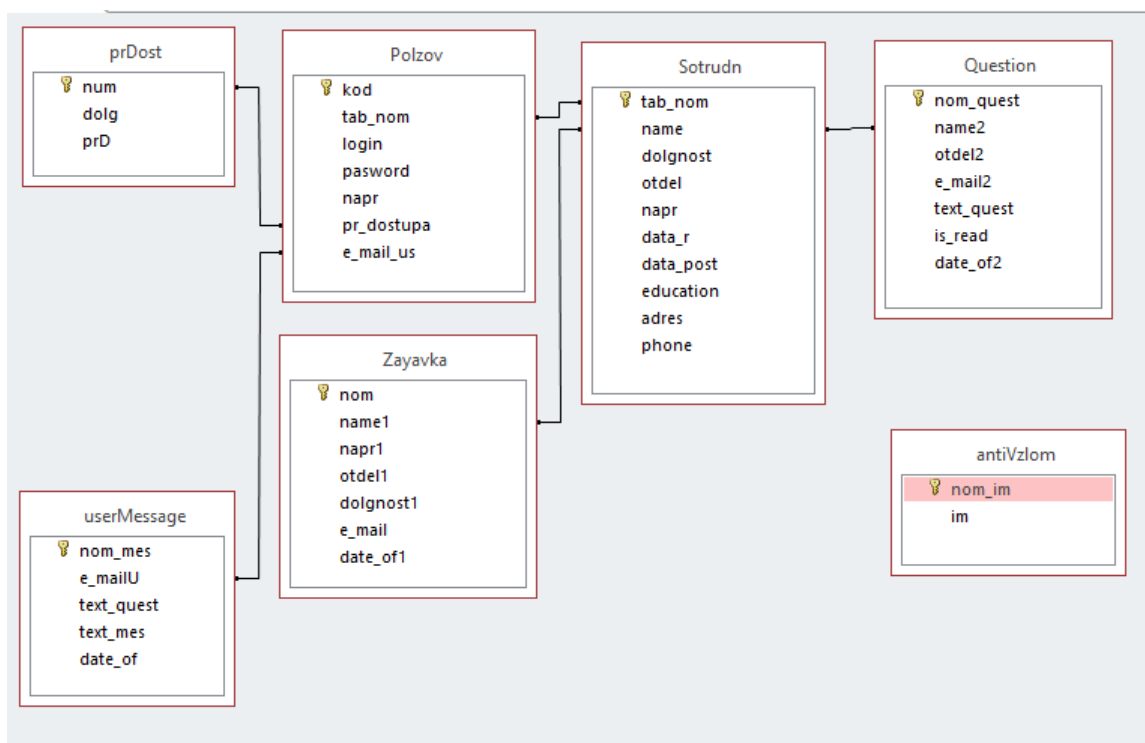 prDost
num
dolg
prD
Polzov
kod
tab_nom
login
pasword
napr
pr_dostupa
e_mail_us
Sotrudn
tab_nom
name
dolgnost
otdel
napr
data_r
data_post
education
adres
phone
Question
nom_quest
name2
otdel2
e_mail2
text_quest
is_read
date_of2
Zayavka
nom
name1
napr1
otdel1
dolgnost1
e_mail
date_of1
userMessage
nom_mes
e_mailU
text_quest
text_mes
date_of
antiVzlom
nom_im
im